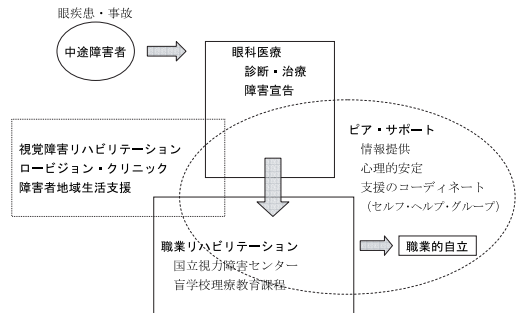 眼疾患・事故
中途障害者
眼科医療
診断・治療
障害宣告
視覚障害リハビリテーション
ロービジョン・クリニック
障害者地域生活支援
ピア・サポート
情報提供
心理的安定
支援のコーディネート
（セルフ・ヘルプ・グループ）
職業リハビリテーション
国立視力障害センター
盲学校理療教育課程
職業的自立